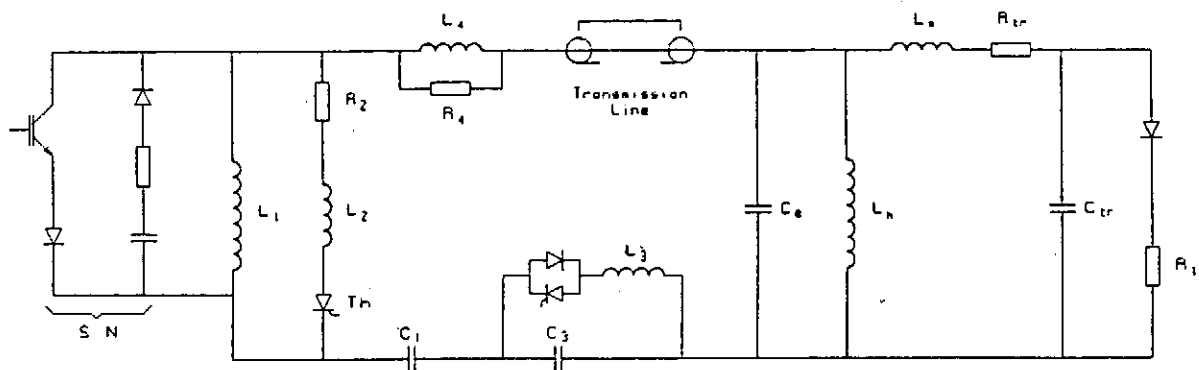 L4
Ls
Rtr
R2
R4
Transmission
Line
L1
L2
Ce
Lh
Ctr
L3
R1
Th
S N
C1
C3